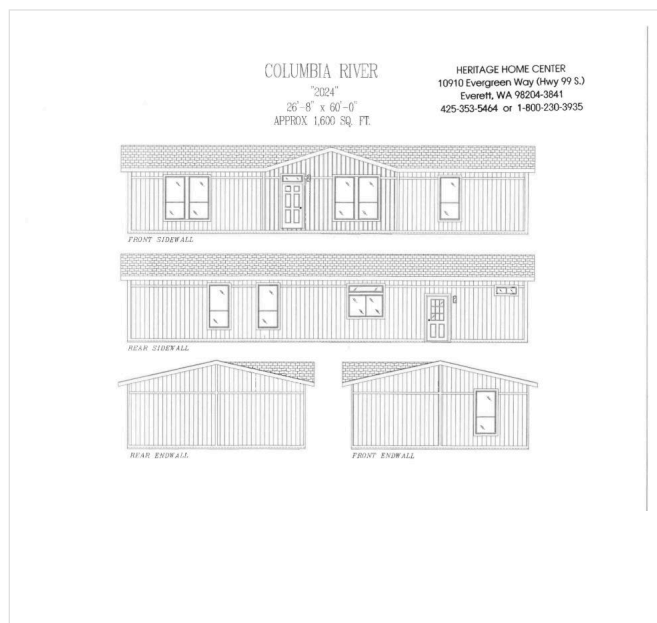 COLUMBIA RIVER
"2024"
26'-8" x 60'-0"
APPROX 1,600 SQ. FT.
HERITAGE HOME CENTER
10910 Evergreen Way (Hwy 99 S.)
Everett, WA 98204-3841
425-353-5464 or 1-800-230-3935
FRONT SIDEWALL
REAR SIDEWALL
REAR ENDWALL
FRONT ENDWALL